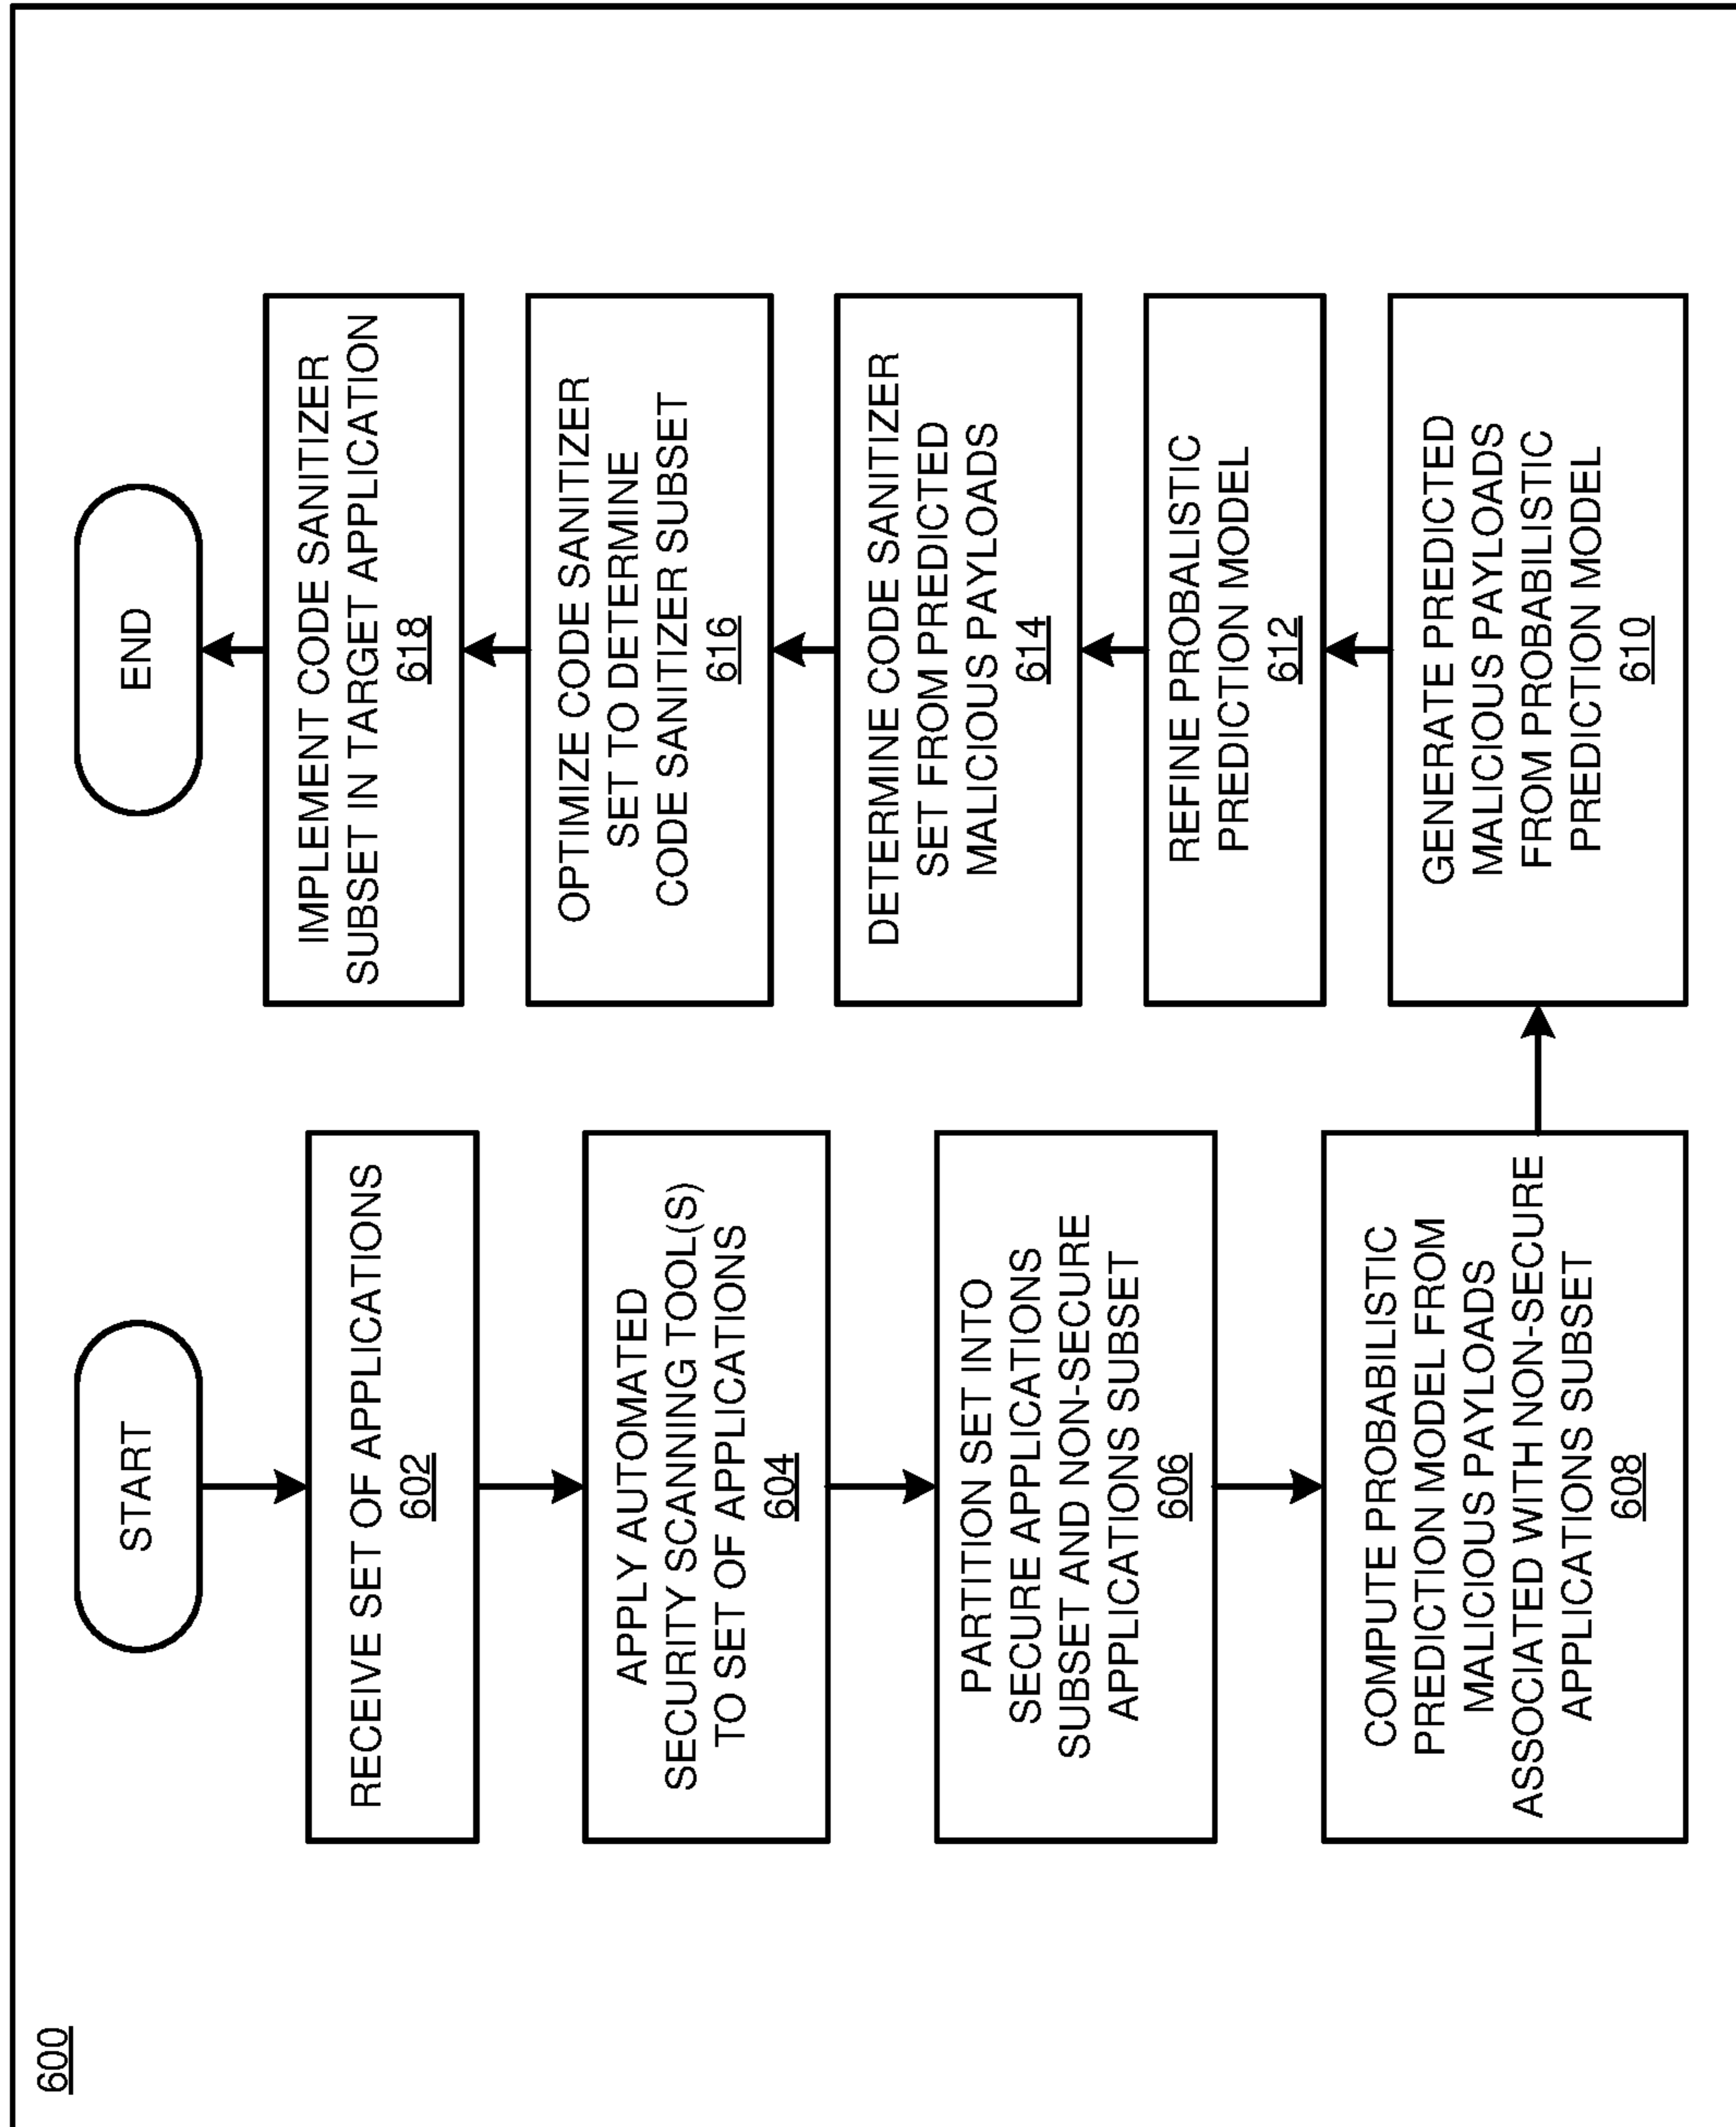 600
START
RECEIVE SET OF APPLICATIONS
602
APPLY AUTOMATED
SECURITY SCANNING TOOL(S)
TO SET OF APPLICATIONS
604
PARTITION SET INTO
SECURE APPLICATIONS
SUBSET AND NON-SECURE
APPLICATIONS SUBSET
606
COMPUTE PROBABILISTIC
PREDICTION MODEL FROM
MALICIOUS PAYLOADS
ASSOCIATED WITH NON-SECURE
APPLICATIONS SUBSET
608
GENERATE PREDICTED
MALICIOUS PAYLOADS
FROM PROBABILISTIC
PREDICTION MODEL
610
REFINE PROBALISTIC
PREDICTION MODEL
612
DETERMINE CODE SANITIZER
SET FROM PREDICTED
MALICIOUS PAYLOADS
614
OPTIMIZE CODE SANITIZER
SET TO DETERMINE
CODE SANITIZER SUBSET
616
IMPLEMENT CODE SANITIZER
SUBSET IN TARGET APPLICATION
618
END